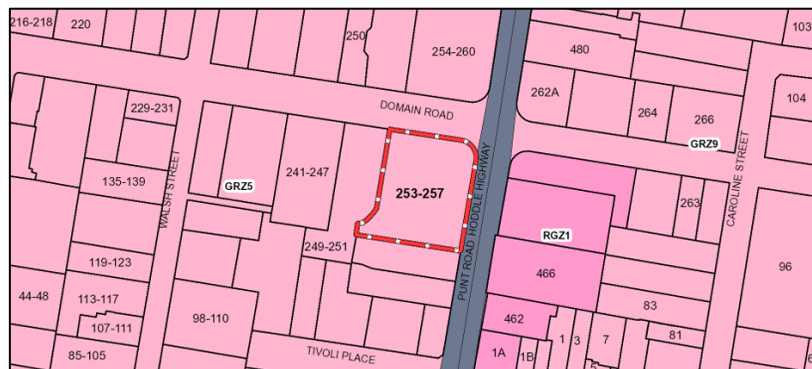 216-218
220
250
254-260
480
103
262A
264
266
104
229-231
DOMAIN ROAD
GRZ9
135-139
GRZ5
241-247
253-257
263
WALSH STREET
PUNT ROAD HODDLE HIGHWAY
CAROLINE STREET
RGZ1
249-251
119-123
466
96
44-48
113-117
98-110
83
107-111
462
1
3
7
81
85-105
TIVOLI PLACE
1A
1B